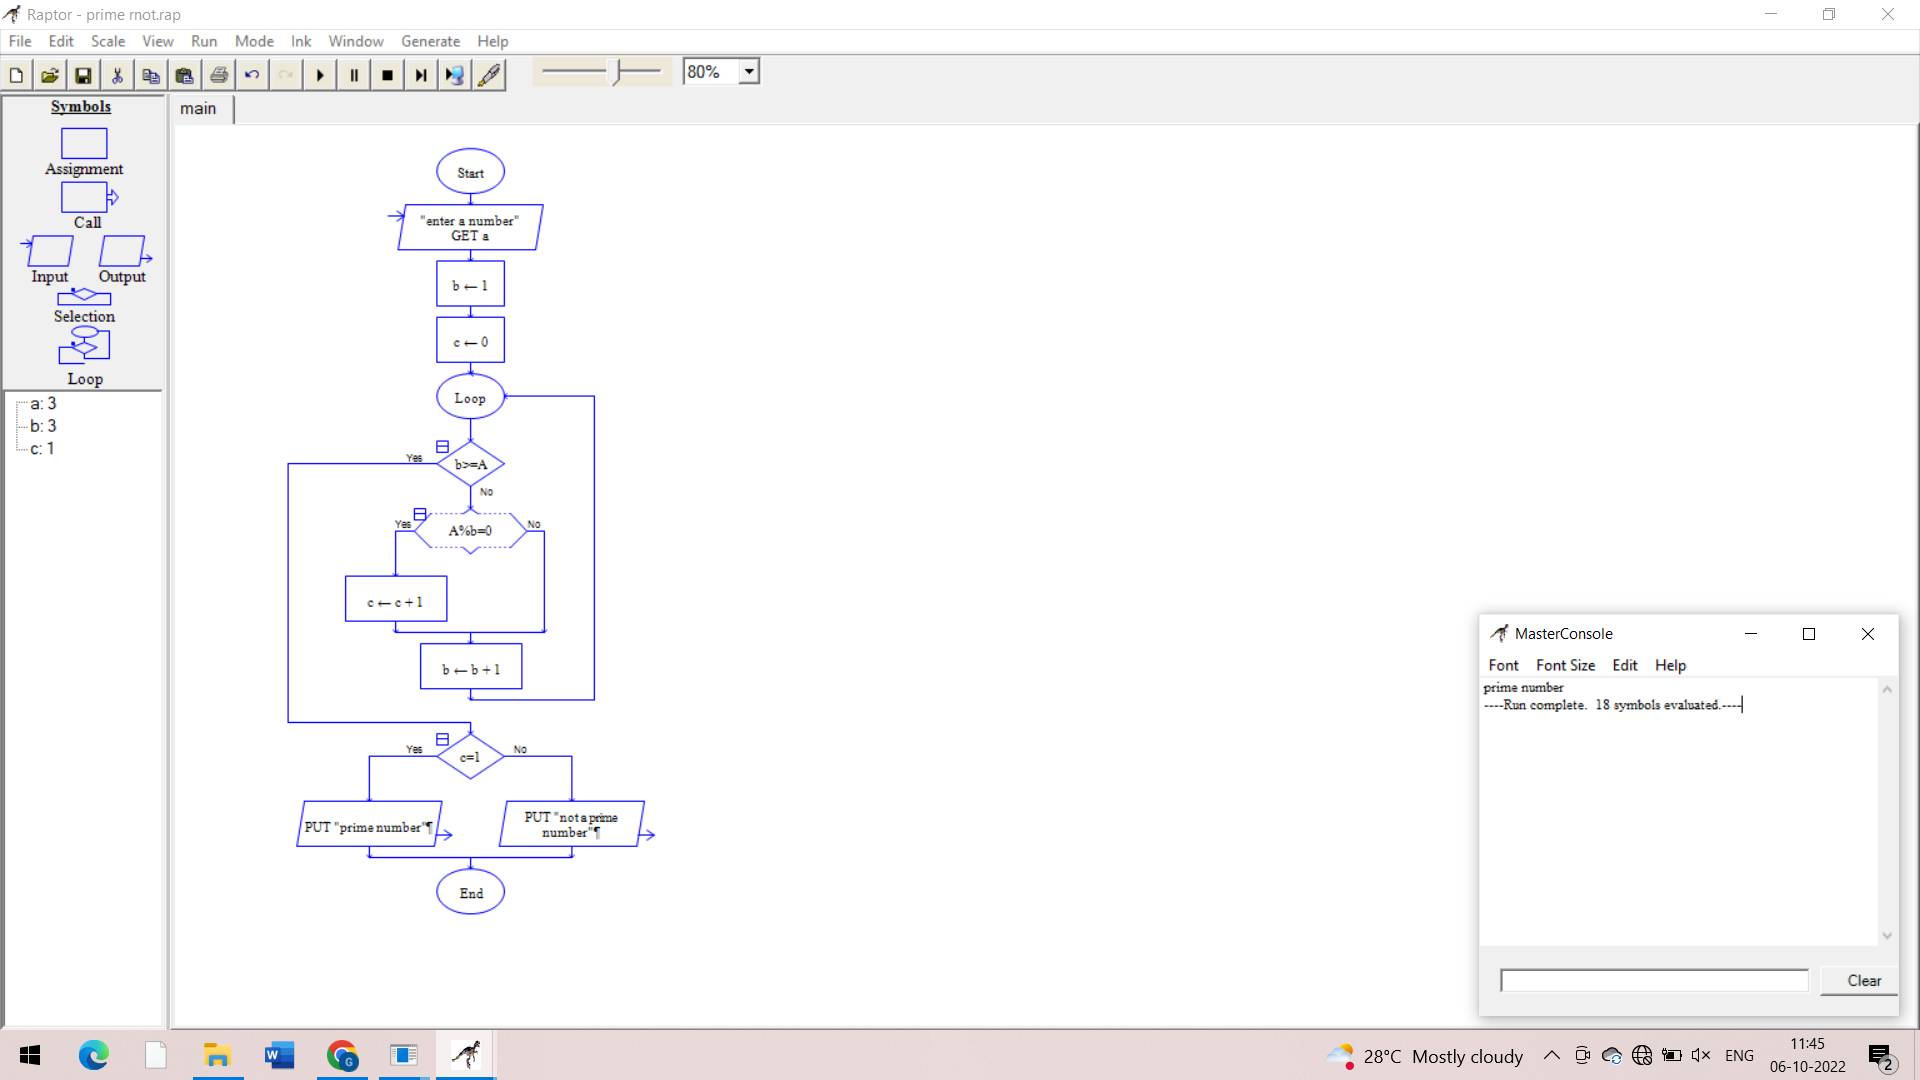 Raptor - prime rnot.rap
File Edit Scale View Run Mode Ink Window Generate Help
80%
Symbols
main
Assignment
Call
Input Output
Selection
Loop
a: 3
b: 3
c: 1
Start
"enter a number"
GET a
b ← 1
c ← 0
Loop
Yes
b>=A
No
Yes
A%b=0
No
c ← c + 1
b ← b + 1
Yes
c=1
No
PUT "prime number"¶
PUT "not a prime
number"¶
End
MasterConsole
Font Font Size Edit Help
prime number
----Run complete. 18 symbols evaluated.----
Clear
28°C Mostly cloudy
ENG
11:45
06-10-2022
2